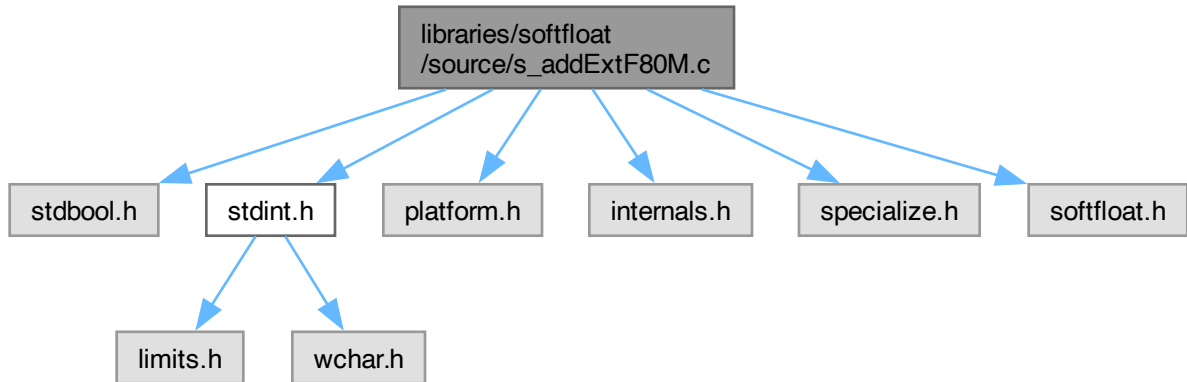 libraries/softfloat
/source/s_addExtF80M.c
stdbool.h
stdint.h
platform.h
internals.h
specialize.h
softfloat.h
limits.h
wchar.h